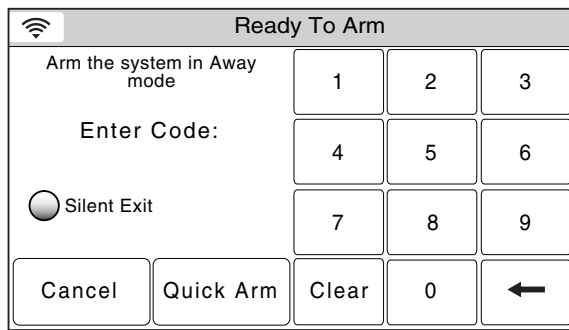 Ready To Arm
Arm the system in Away
mode
Enter Code:
Silent Exit
1 2 3
4 5 6
7 8 9
Cancel Quick Arm Clear 0